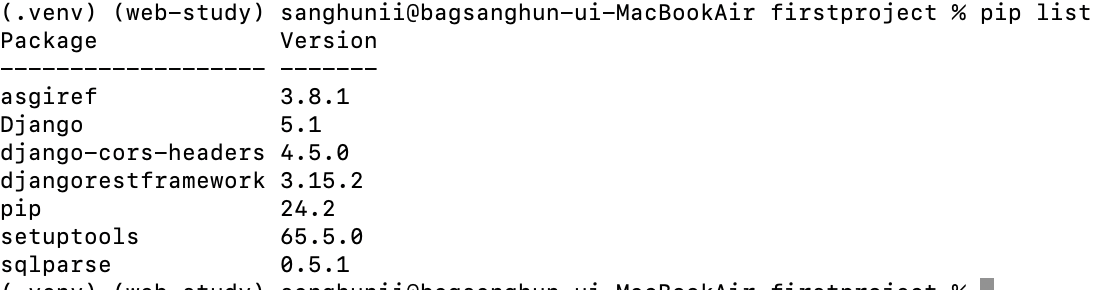 (.venv) (web-study) sanghunii@bagsanghun-ui-MacBookAir firstproject % pip list
Package             Version
------------------- -------
asgiref             3.8.1
Django              5.1
django-cors-headers 4.5.0
djangorestframework 3.15.2
pip                 24.2
setuptools          65.5.0
sqlparse            0.5.1
(.venv) (web-study) sanghunii@bagsanghun-ui-MacBookAir firstproject %